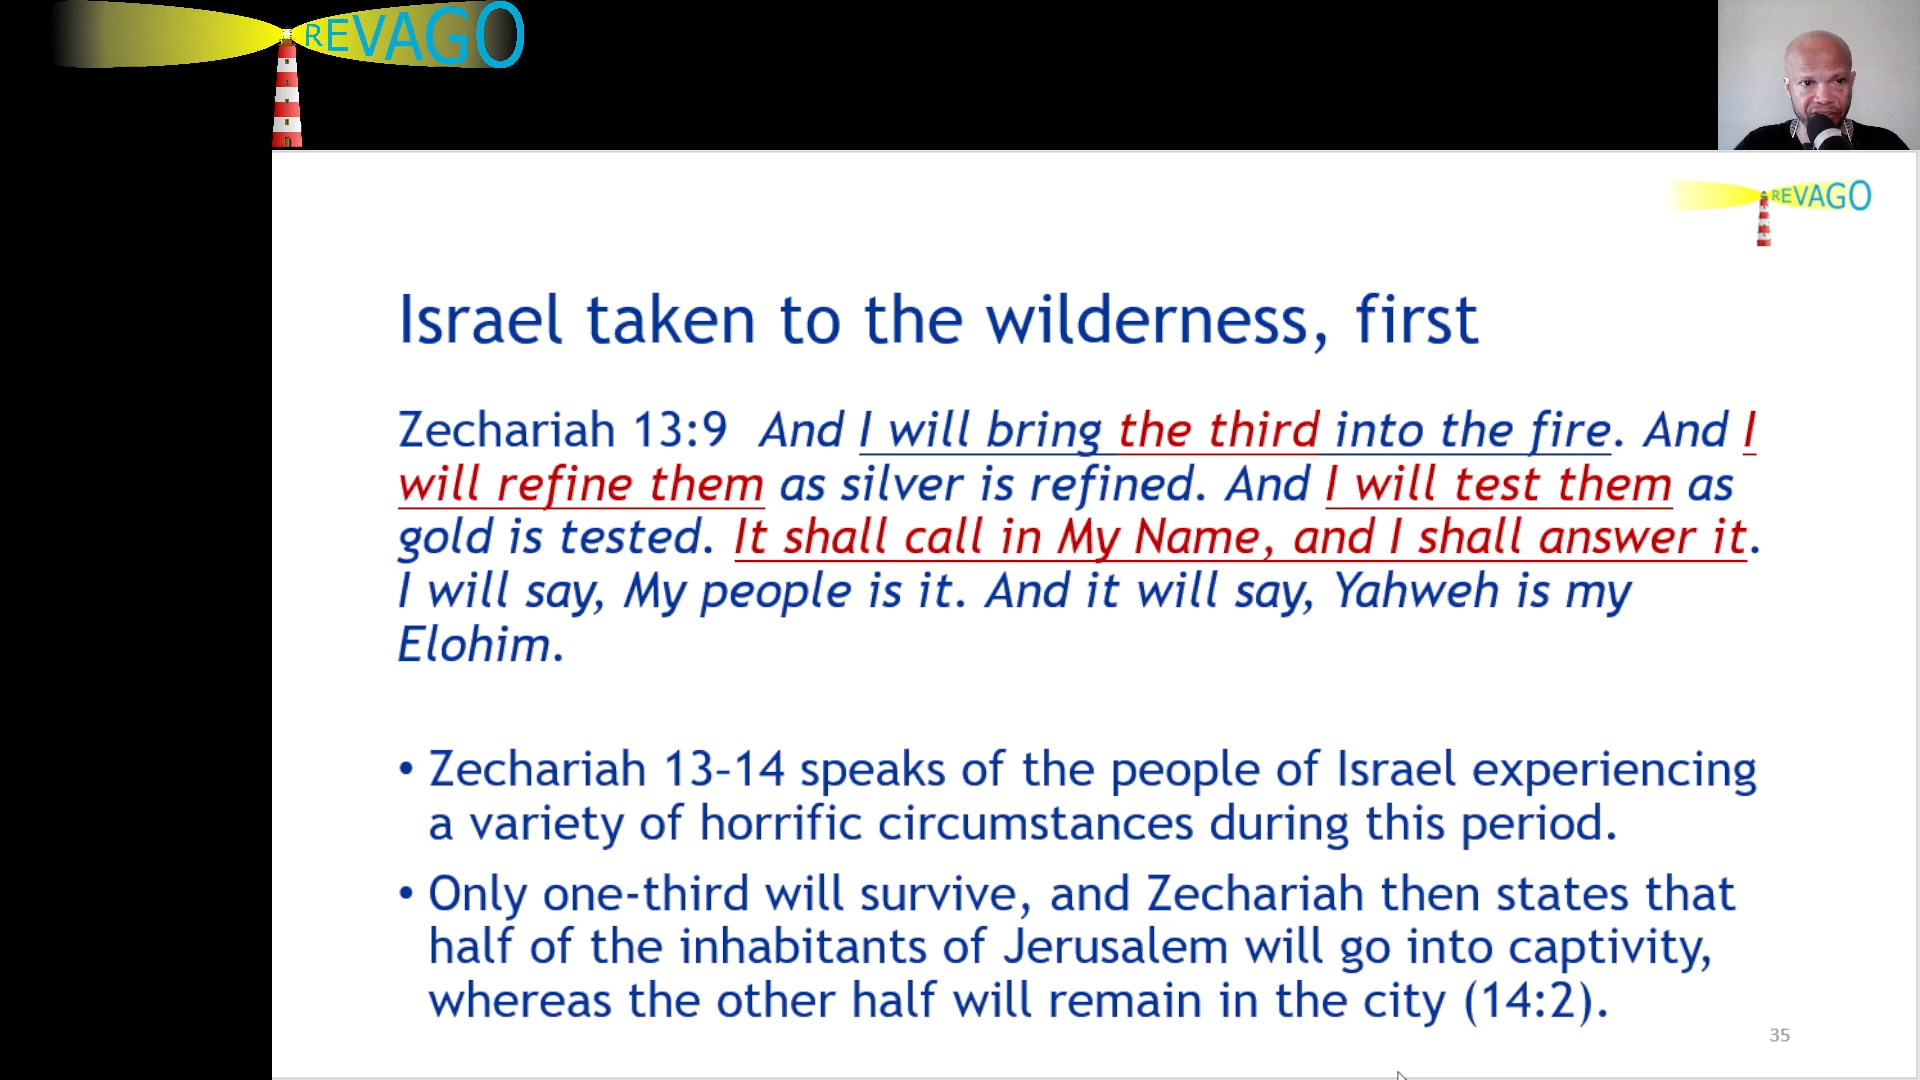 REVAGO
REVAGO
Israel taken to the wilderness, first
Zechariah 13:9 And I will bring the third into the fire. And I
will refine them as silver is refined. And I will test them as
gold is tested. It shall call in My Name, and I shall answer it.
I will say, My people is it. And it will say, Yahweh is my
Elohim.
• Zechariah 13–14 speaks of the people of Israel experiencing
a variety of horrific circumstances during this period.
• Only one-third will survive, and Zechariah then states that
half of the inhabitants of Jerusalem will go into captivity,
whereas the other half will remain in the city (14:2).
35